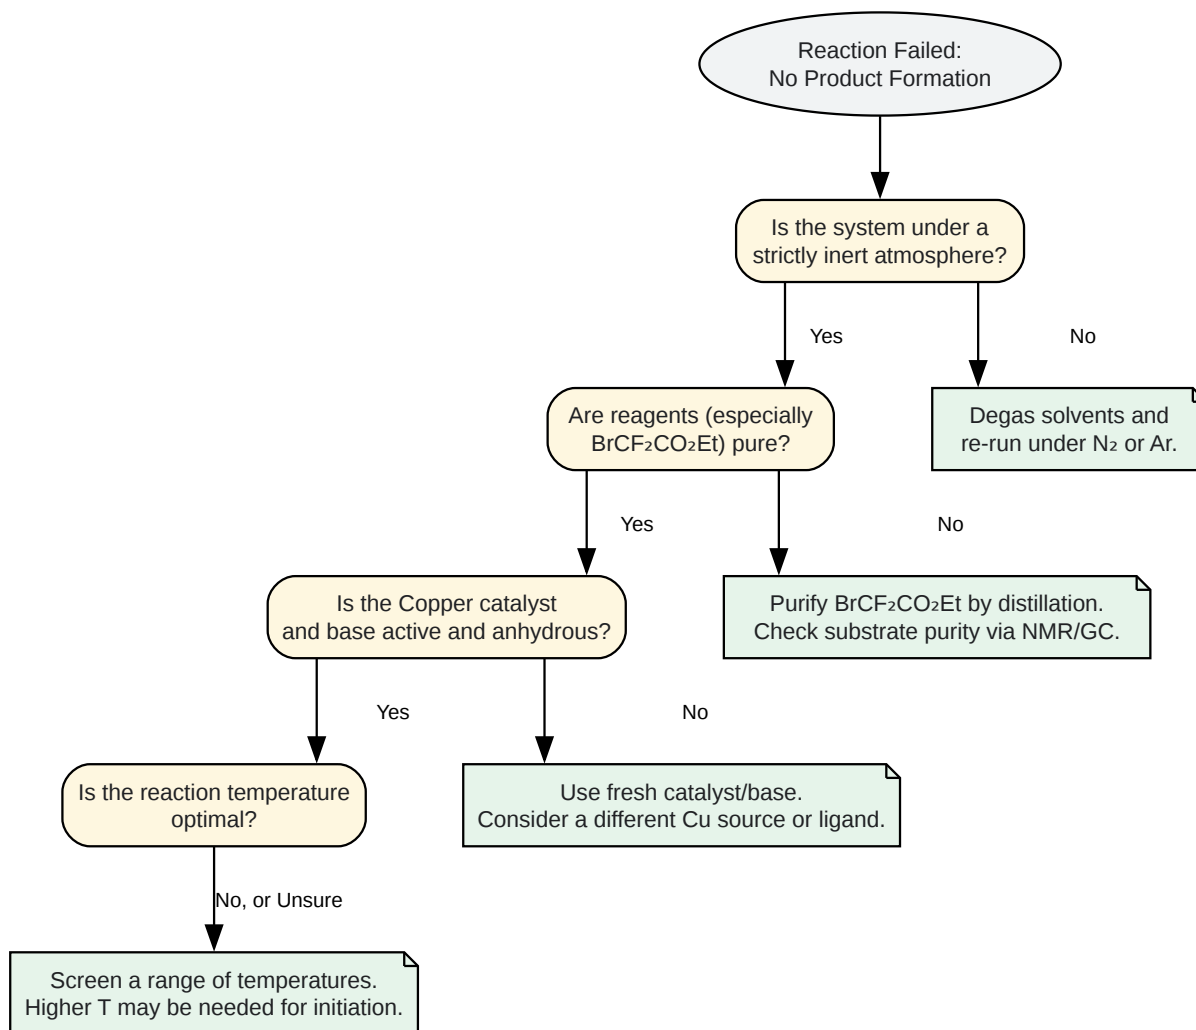 Reaction Failed:
No Product Formation
Is the system under a
strictly inert atmosphere?
Yes
No
Are reagents (especially
BrCF₂CO₂Et) pure?
Degas solvents and
re-run under N₂ or Ar.
Yes
No
Is the Copper catalyst
and base active and anhydrous?
Purify BrCF₂CO₂Et by distillation.
Check substrate purity via NMR/GC.
Yes
No
Is the reaction temperature
optimal?
Use fresh catalyst/base.
Consider a different Cu source or ligand.
No, or Unsure
Screen a range of temperatures.
Higher T may be needed for initiation.